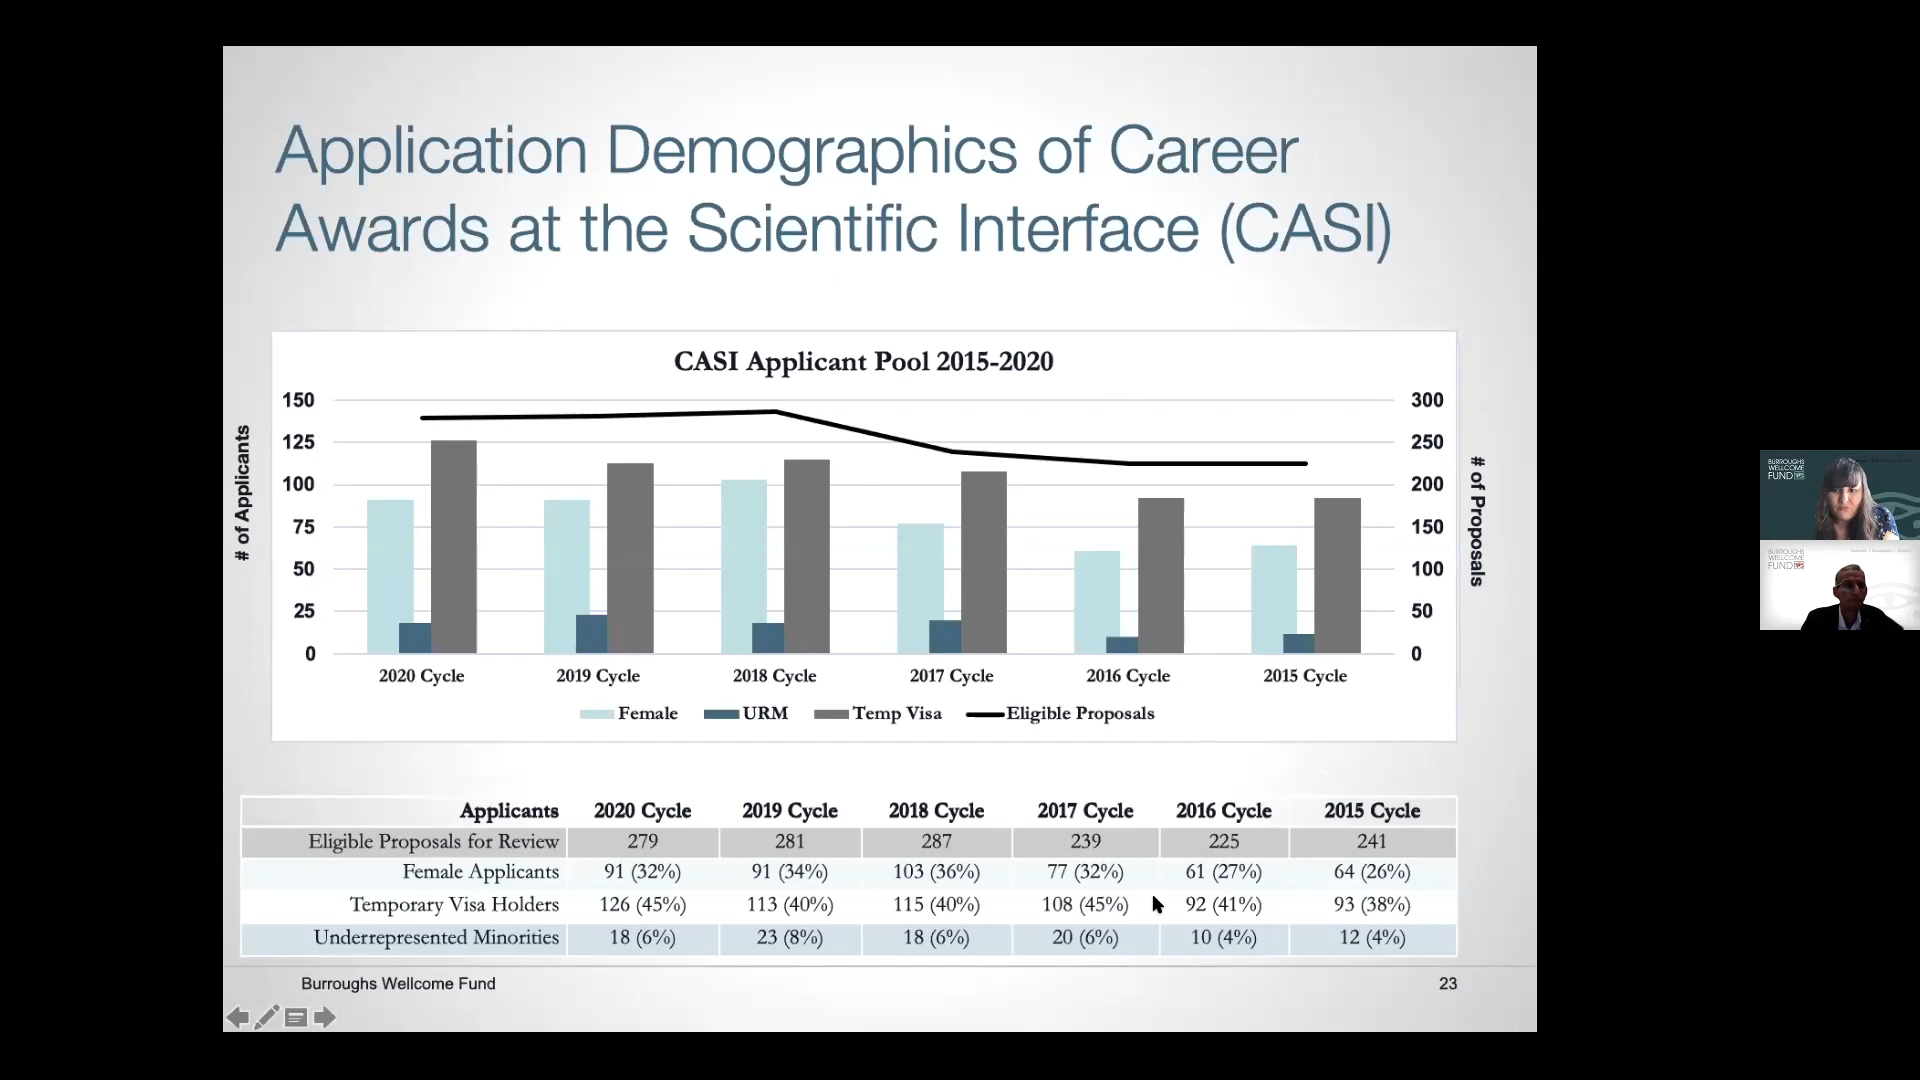 Application Demographics of Career
Awards at the Scientific Interface (CASI)
CASI Applicant Pool 2015-2020
# of Applicants
150
125
100
75
50
25
0
300
250
200
150
100
50
0
# of Proposals
2020 Cycle 2019 Cycle 2018 Cycle 2017 Cycle 2016 Cycle 2015 Cycle
Female URM Temp Visa Eligible Proposals
Applicants 2020 Cycle 2019 Cycle 2018 Cycle 2017 Cycle 2016 Cycle 2015 Cycle
Eligible Proposals for Review 279 281 287 239 225 241
Female Applicants 91 (32%) 91 (34%) 103 (36%) 77 (32%) 61 (27%) 64 (26%)
Temporary Visa Holders 126 (45%) 113 (40%) 115 (40%) 108 (45%) 92 (41%) 93 (38%)
Underrepresented Minorities 18 (6%) 23 (8%) 18 (6%) 20 (6%) 10 (4%) 12 (4%)
Burroughs Wellcome Fund 23
BURROUGHS
WELLCOME
FUND
BURROUGHS
WELLCOME
FUND